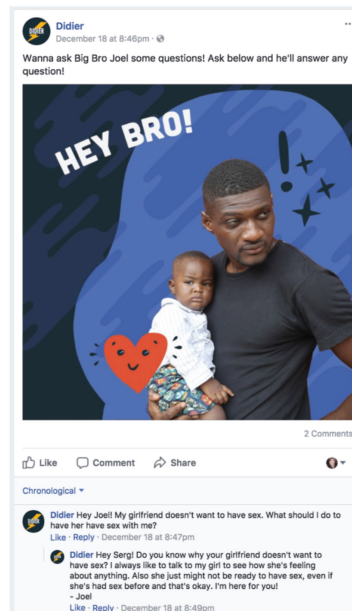 DIDIER
Didier
December 18 at 8:46pm ·
Wanna ask Big Bro Joel some questions! Ask below and he'll answer any
question!
HEY BRO!
2 Comments
Like Comment Share
Chronological
Didier Hey Joel! My girlfriend doesn't want to have sex. What should I do to
have her have sex with me?
Like · Reply · December 18 at 8:47pm
Didier Hey Serg! Do you know why your girlfriend doesn't want to
have sex? I always like to talk to my girl to see how she's feeling
about anything. Also she just might not be ready to have sex, even if
she's had sex before and that's okay. I'm here for you!
- Joel
Like · Reply · December 18 at 8:49pm